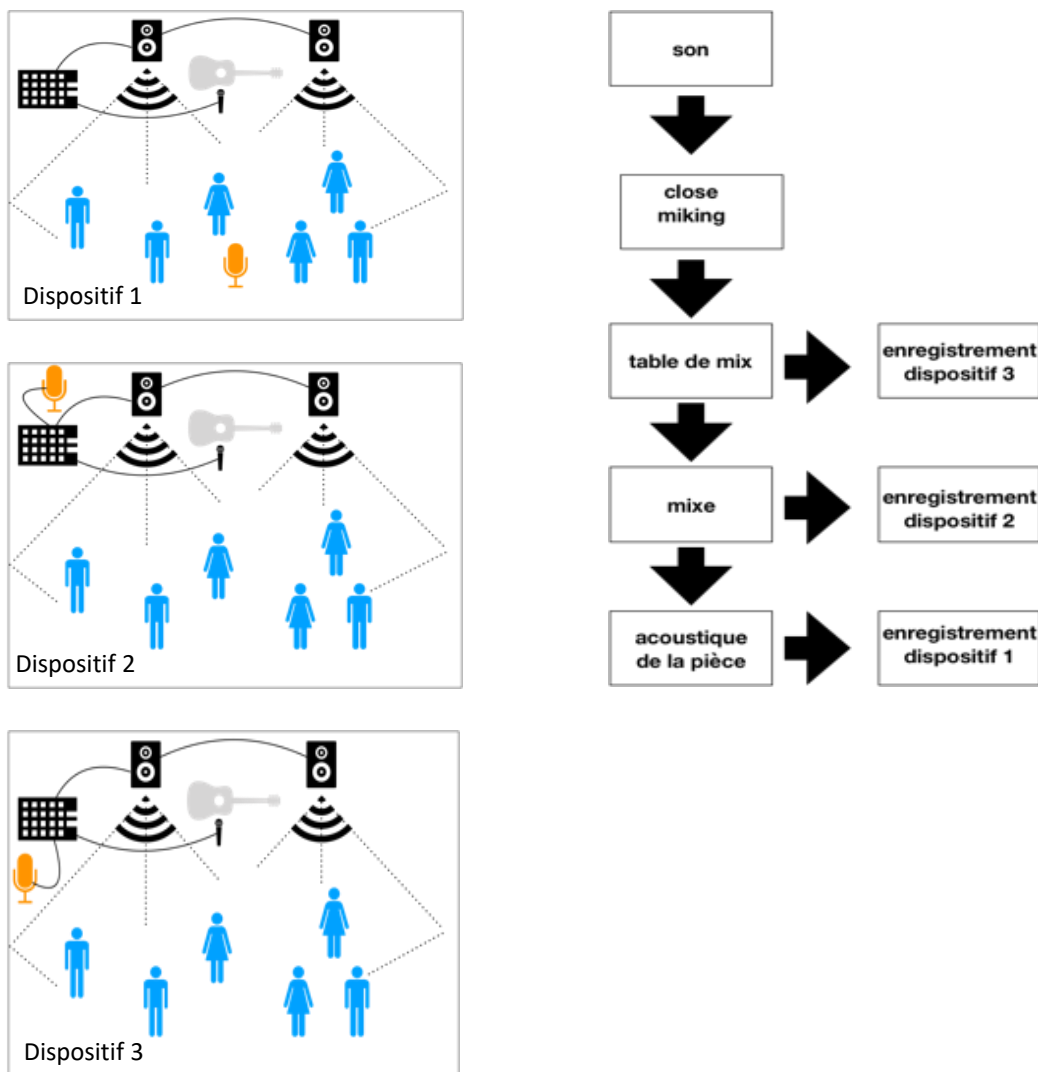 Dispositif 1
Dispositif 2
Dispositif 3
son
close
miking
table de mix
enregistrement
dispositif 3
mixe
enregistrement
dispositif 2
acoustique
de la pièce
enregistrement
dispositif 1